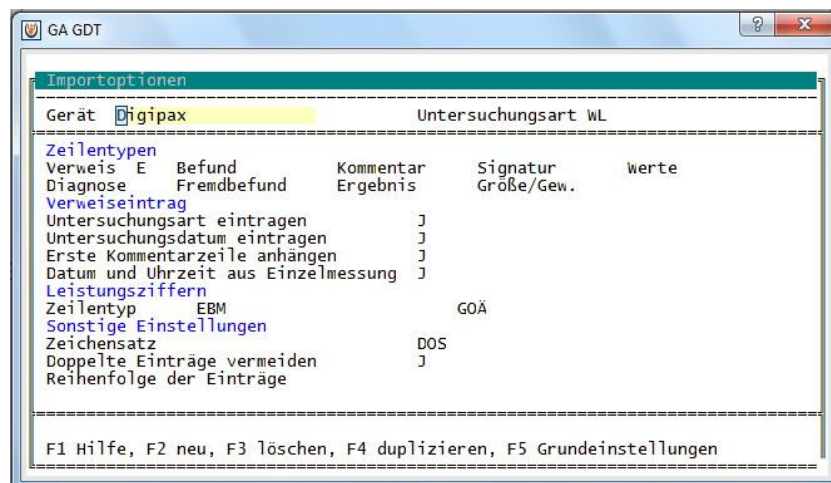 GA GDT
Importoptionen
Gerät Digipax Untersuchungsart WL
Zeilentypen
Verweis E Befund Kommentar Signatur Werte
Diagnose Fremdbefund Ergebnis Größe/Gew.
Verweiseintrag
Untersuchungsart eintragen J
Untersuchungsdatum eintragen J
Erste Kommentarzeile anhängen J
Datum und Uhrzeit aus Einzelmessung J
Leistungsziffern
Zeilentyp EBM GOÄ
Sonstige Einstellungen
Zeichensatz DOS
Doppelte Einträge vermeiden J
Reihenfolge der Einträge
F1 Hilfe, F2 neu, F3 löschen, F4 duplizieren, F5 Grundeinstellungen